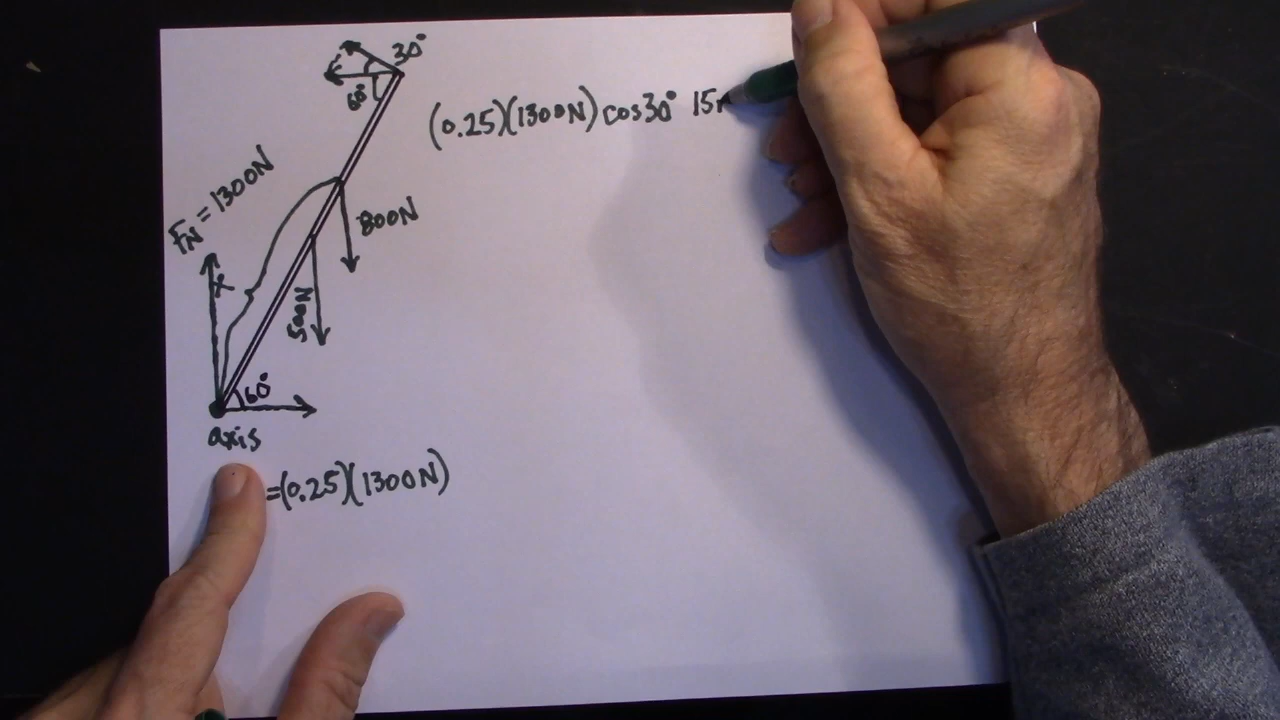 30°
60°
(0.25)(1300N) cos30° 15
F_N = 1300N
800N
x
500N
60°
axis
=(0.25)(1300N)